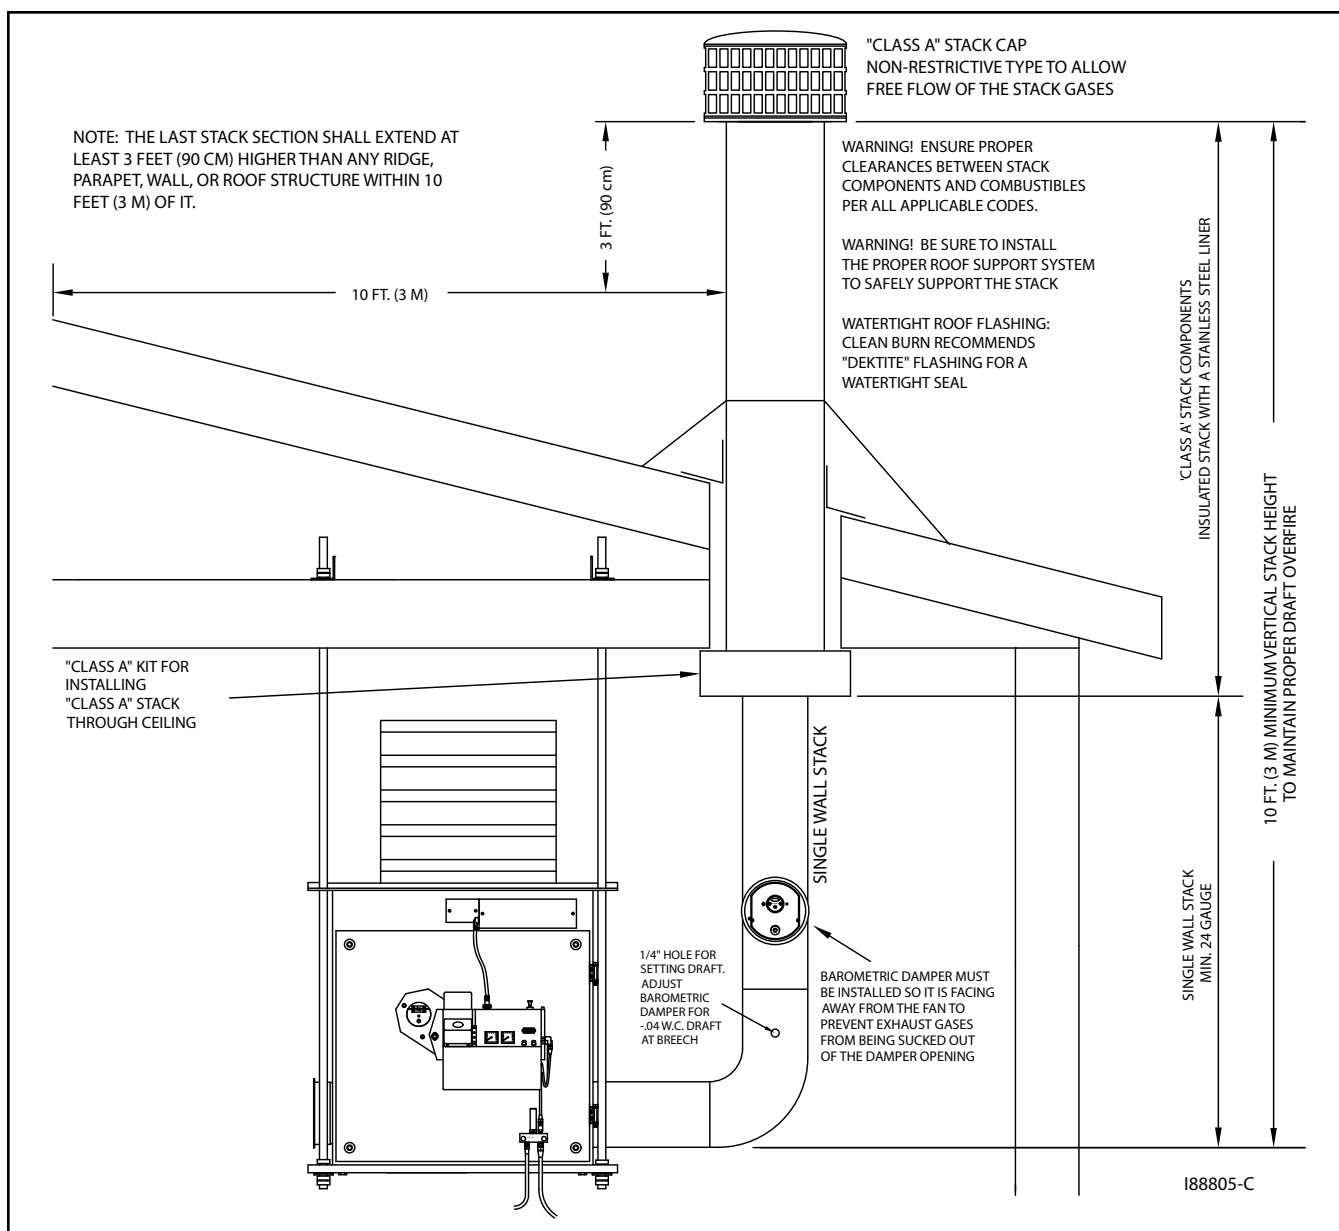 "CLASS A" STACK CAP
NON-RESTRICTIVE TYPE TO ALLOW
FREE FLOW OF THE STACK GASES
NOTE: THE LAST STACK SECTION SHALL EXTEND AT
LEAST 3 FEET (90 CM) HIGHER THAN ANY RIDGE,
PARAPET, WALL, OR ROOF STRUCTURE WITHIN 10
FEET (3 M) OF IT.
3 FT. (90 cm)
10 FT. (3 M)
WARNING! ENSURE PROPER
CLEARANCES BETWEEN STACK
COMPONENTS AND COMBUSTIBLES
PER ALL APPLICABLE CODES.
WARNING! BE SURE TO INSTALL
THE PROPER ROOF SUPPORT SYSTEM
TO SAFELY SUPPORT THE STACK
WATERTIGHT ROOF FLASHING:
CLEAN BURN RECOMMENDS
"DEKTITE" FLASHING FOR A
WATERTIGHT SEAL
'CLASS A' STACK COMPONENTS
INSULATED STACK WITH A STAINLESS STEEL LINER
10 FT. (3 M) MINIMUM VERTICAL STACK HEIGHT
TO MAINTAIN PROPER DRAFT OVERFIRE
"CLASS A" KIT FOR
INSTALLING
"CLASS A" STACK
THROUGH CEILING
SINGLE WALL STACK
SINGLE WALL STACK
MIN. 24 GAUGE
1/4" HOLE FOR
SETTING DRAFT.
ADJUST
BAROMETRIC
DAMPER FOR
-.04 W.C. DRAFT
AT BREECH
BAROMETRIC DAMPER MUST
BE INSTALLED SO IT IS FACING
AWAY FROM THE FAN TO
PREVENT EXHAUST GASES
FROM BEING SUCKED OUT
OF THE DAMPER OPENING
I88805-C